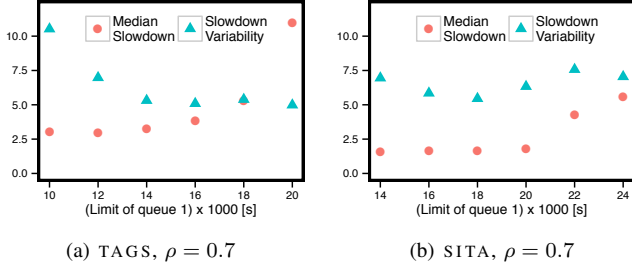 Median Slowdown
Slowdown Variability
10.0
7.5
5.0
2.5
0.0
10 12 14 16 18 20
(Limit of queue 1) x 1000 [s]
(a) TAGS, ρ = 0.7
Median Slowdown
Slowdown Variability
10.0
7.5
5.0
2.5
0.0
14 16 18 20 22 24
(Limit of queue 1) x 1000 [s]
(b) SITA, ρ = 0.7